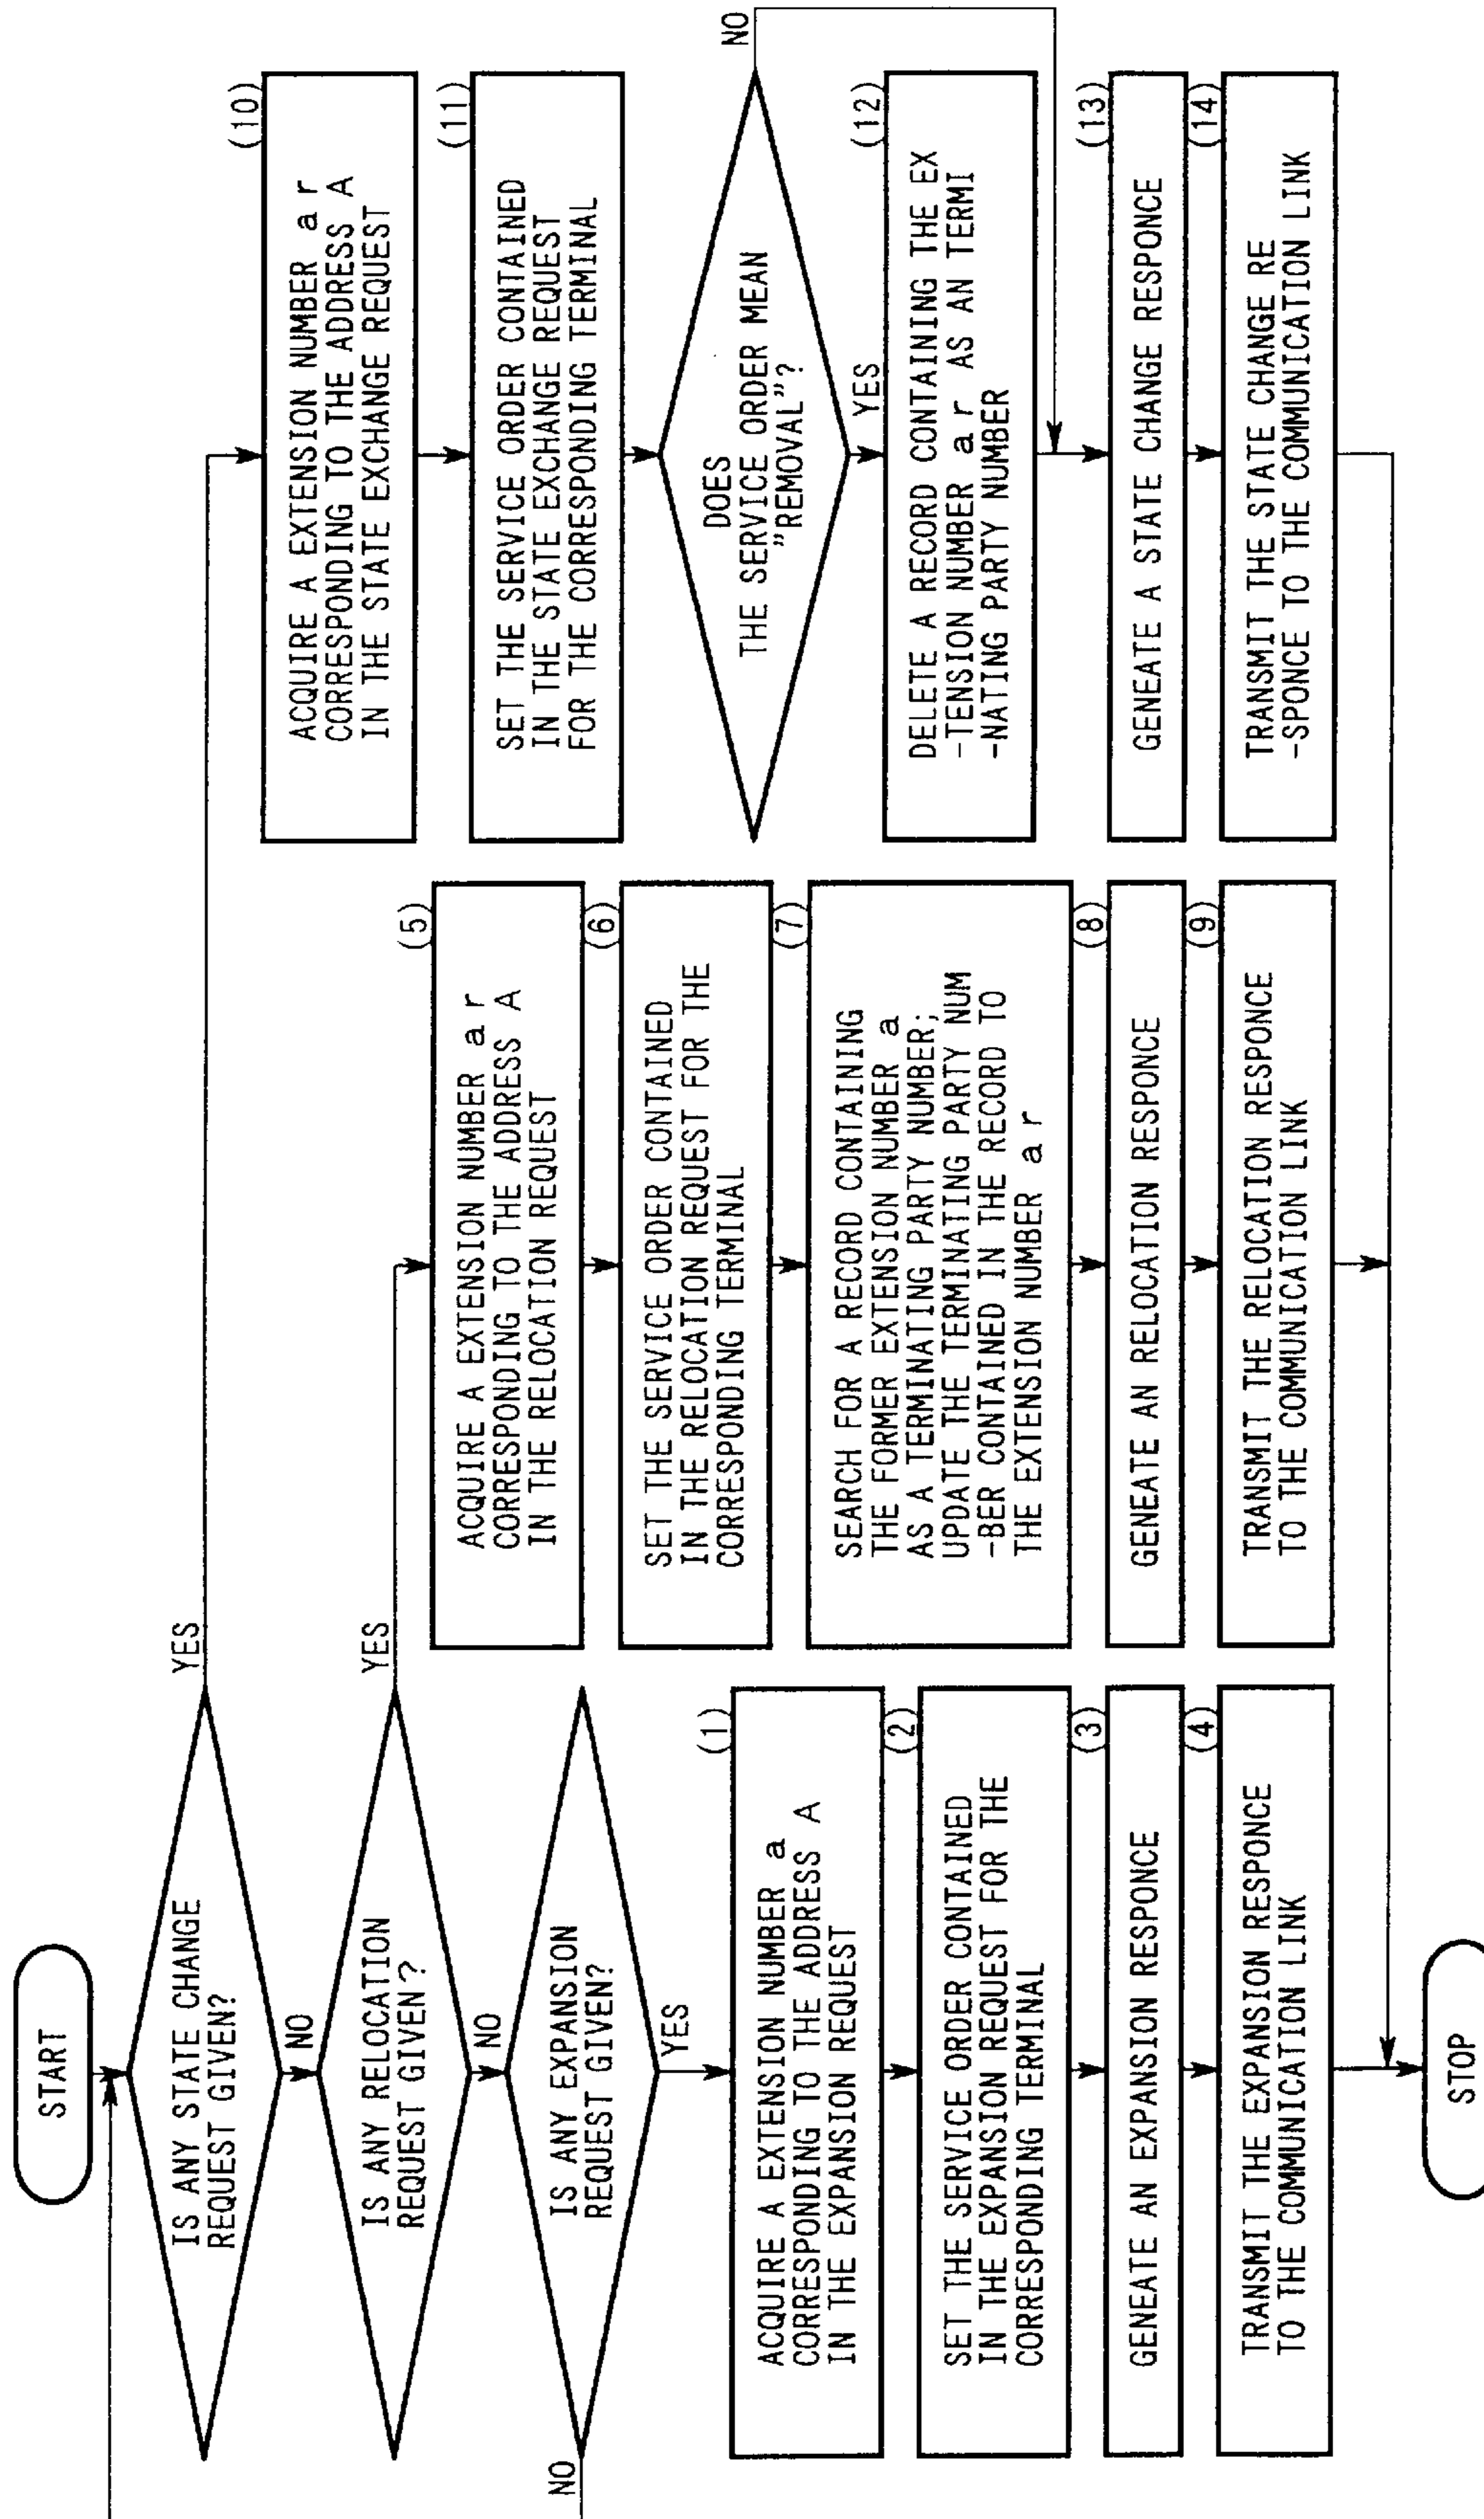 START
IS ANY STATE CHANGE
REQUEST GIVEN?
YES
NO
IS ANY RELOCATION
REQUEST GIVEN?
YES
NO
IS ANY EXPANSION
REQUEST GIVEN?
NO
YES
(1)
ACQUIRE A EXTENSION NUMBER a
CORRESPONDING TO THE ADDRESS A
IN THE EXPANSION REQUEST
(2)
SET THE SERVICE ORDER CONTAINED
IN THE EXPANSION REQUEST FOR THE
CORRESPONDING TERMINAL
(3)
GENEATE AN EXPANSION RESPONCE
(4)
TRANSMIT THE EXPANSION RESPONCE
TO THE COMMUNICATION LINK
STOP
(5)
ACQUIRE A EXTENSION NUMBER a r
CORRESPONDING TO THE ADDRESS A
IN THE RELOCATION REQUEST
(6)
SET THE SERVICE ORDER CONTAINED
IN THE RELOCATION REQUEST FOR THE
CORRESPONDING TERMINAL
(7)
SEARCH FOR A RECORD CONTAINING
THE FORMER EXTENSION NUMBER a
AS A TERMINATING PARTY NUMBER;
UPDATE THE TERMINATING PARTY NUM
-BER CONTAINED IN THE RECORD TO
THE EXTENSION NUMBER a r
(8)
GENEATE AN RELOCATION RESPONCE
(9)
TRANSMIT THE RELOCATION RESPONCE
TO THE COMMUNICATION LINK
(10)
ACQUIRE A EXTENSION NUMBER a r
CORRESPONDING TO THE ADDRESS A
IN THE STATE EXCHANGE REQUEST
(11)
SET THE SERVICE ORDER CONTAINED
IN THE STATE EXCHANGE REQUEST
FOR THE CORRESPONDING TERMINAL
DOES
THE SERVICE ORDER MEAN
"REMOVAL"?
NO
YES
(12)
DELETE A RECORD CONTAINING THE EX
-TENSION NUMBER a r AS AN TERMI
-NATING PARTY NUMBER
(13)
GENEATE A STATE CHANGE RESPONCE
(14)
TRANSMIT THE STATE CHANGE RE
-SPONCE TO THE COMMUNICATION LINK